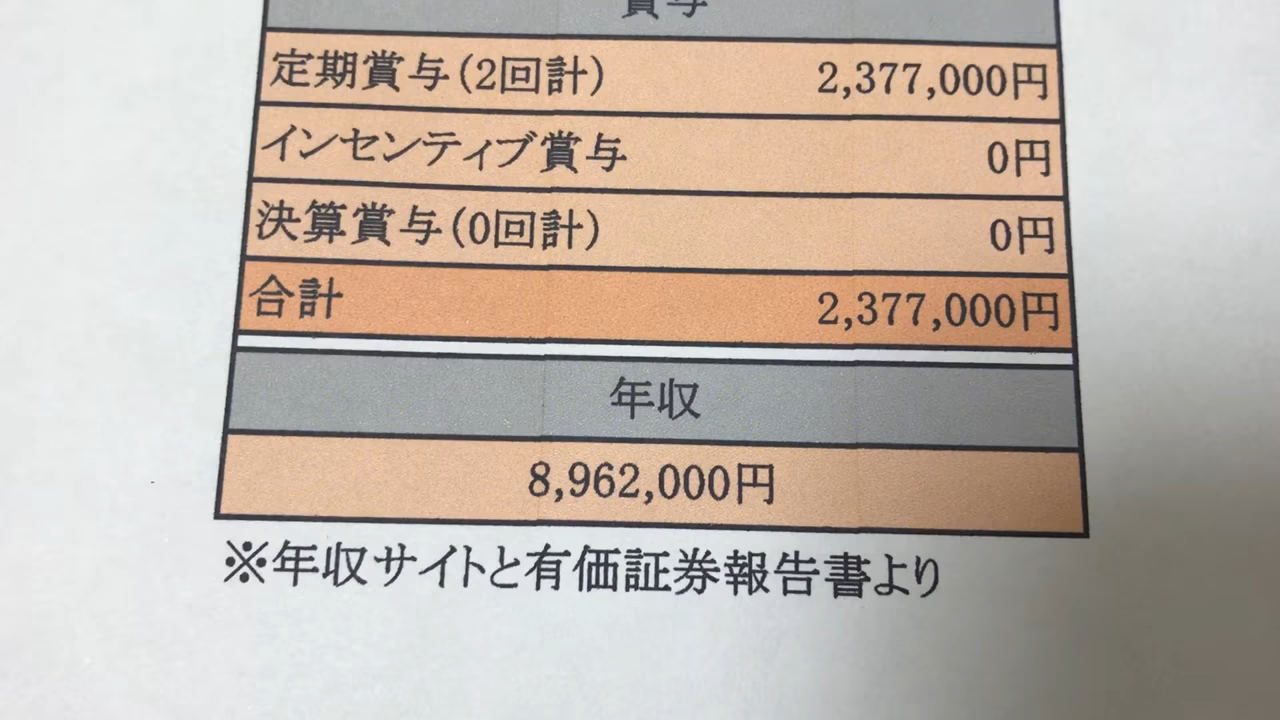 賞与
定期賞与(2回計) 2,377,000円
インセンティブ賞与 0円
決算賞与(0回計) 0円
合計 2,377,000円
年収
8,962,000円
※年収サイトと有価証券報告書より